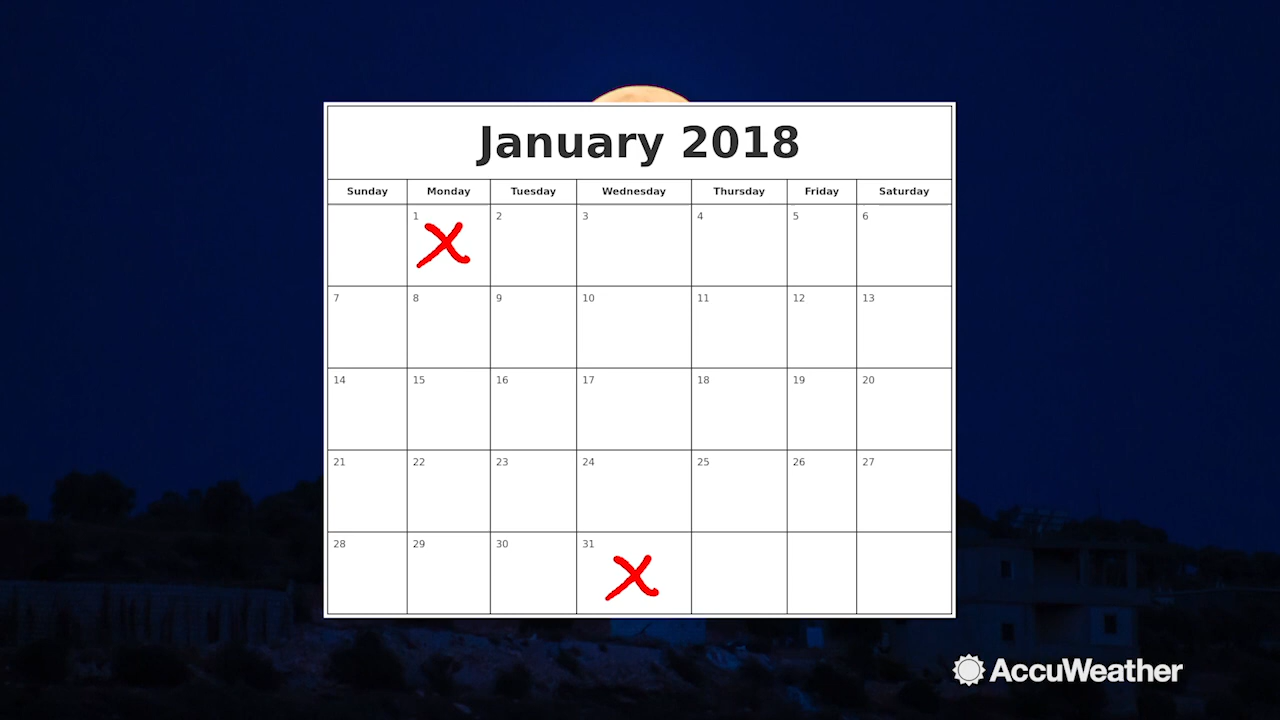 January 2018
Sunday Monday Tuesday Wednesday Thursday Friday Saturday
1 2 3 4 5 6
7 8 9 10 11 12 13
14 15 16 17 18 19 20
21 22 23 24 25 26 27
28 29 30 31
AccuWeather